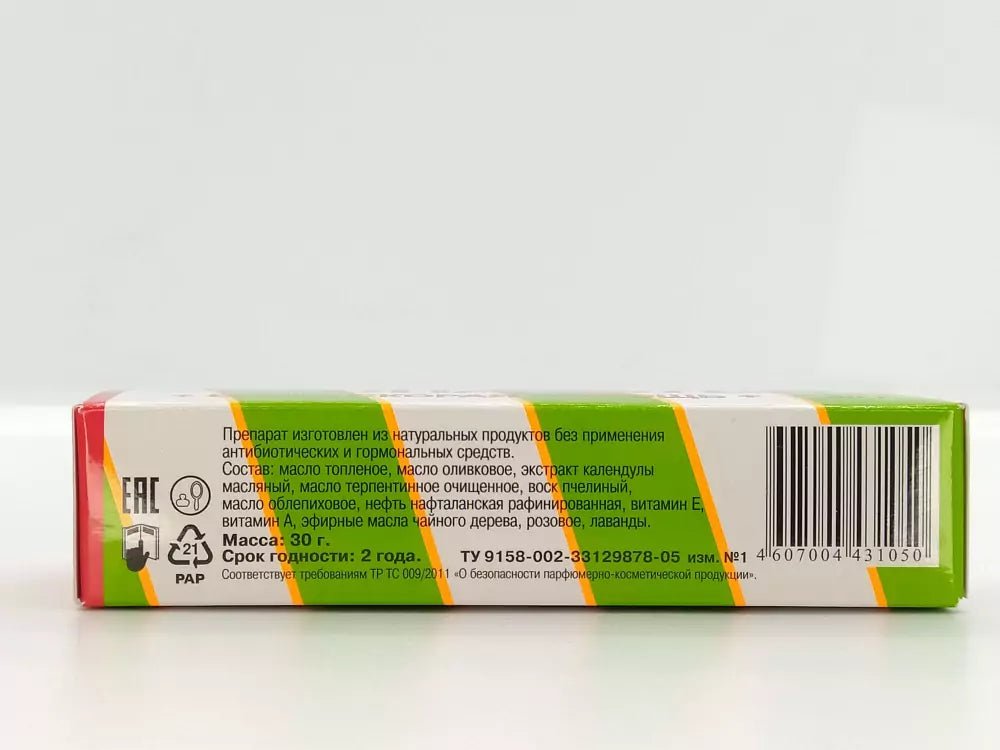 Препарат изготовлен из натуральных продуктов без применения
антибиотических и гормональных средств.
Состав: масло топленое, масло оливковое, экстракт календулы
масляный, масло терпентинное очищенное, воск пчелиный,
масло облепиховое, нефть нафталанская рафинированная, витамин Е,
витамин А, эфирные масла чайного дерева, розовое, лаванды.
Масса: 30 г.
Срок годности: 2 года.
ТУ 9158-002-33129878-05 изм. №1
Соответствует требованиям ТР ТС 009/2011 «О безопасности парфюмерно-косметической продукции».
ЕАС
21
PAP
4 607004 431050